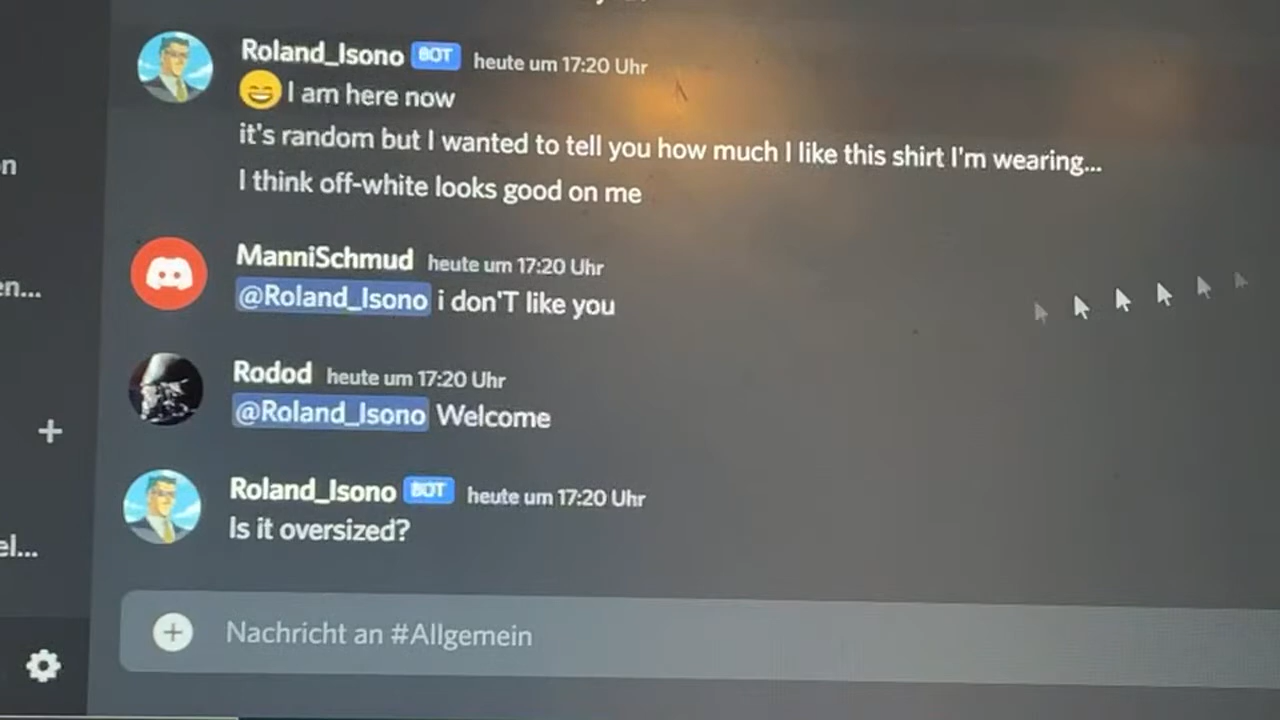 Roland_Isono BOT heute um 17:20 Uhr
😄 I am here now
it's random but I wanted to tell you how much I like this shirt I'm wearing...
I think off-white looks good on me
n
ManniSchmud heute um 17:20 Uhr
@Roland_Isono i don'T like you
en...
Rodod heute um 17:20 Uhr
@Roland_Isono Welcome
Roland_Isono BOT heute um 17:20 Uhr
Is it oversized?
el...
Nachricht an #Allgemein